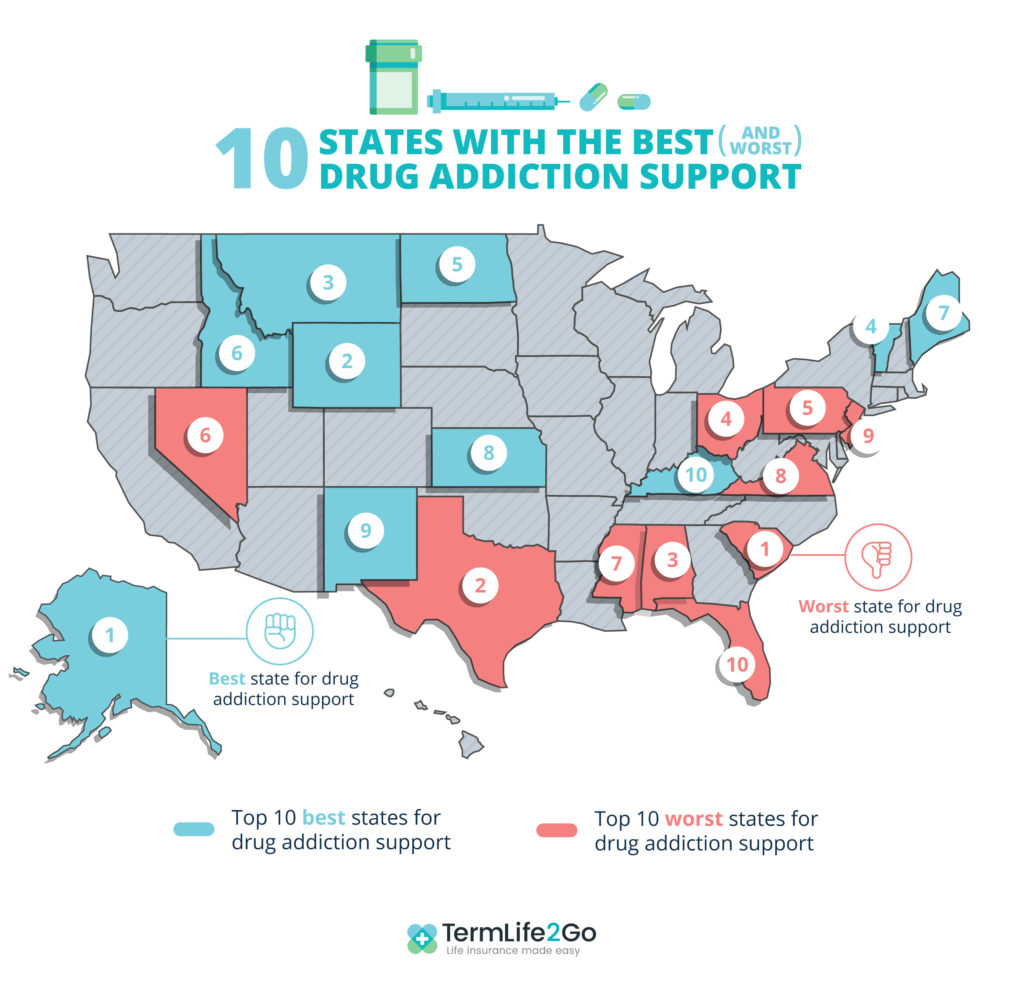 10
STATES WITH THE BEST (AND WORST)
DRUG ADDICTION SUPPORT
5
3
7
4
6
2
4
5
6
9
8
10
8
9
7
3
1
2
Worst state for drug
addiction support
1
10
Best state for drug
addiction support
Top 10 best states for
drug addiction support
Top 10 worst states for
drug addiction support
TermLife2Go
Life insurance made easy